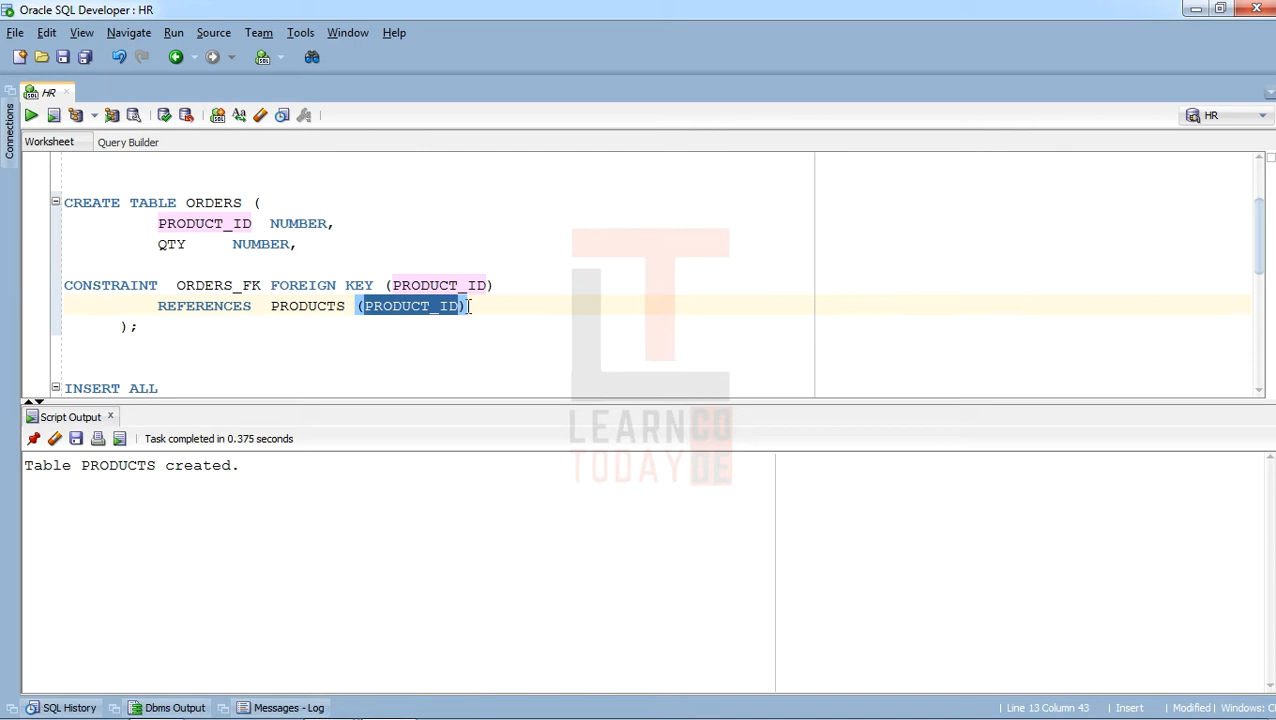 Oracle SQL Developer : HR
File Edit View Navigate Run Source Team Tools Window Help
HR
HR
Worksheet Query Builder
Connections
CREATE TABLE ORDERS (
PRODUCT_ID NUMBER,
QTY NUMBER,
CONSTRAINT ORDERS_FK FOREIGN KEY (PRODUCT_ID)
REFERENCES PRODUCTS (PRODUCT_ID)
);
INSERT ALL
Script Output
Task completed in 0.375 seconds
Table PRODUCTS created.
LEARNCO
TODAYDE
SQL History Dbms Output Messages - Log Line 13 Column 43 Insert Modified Windows: C